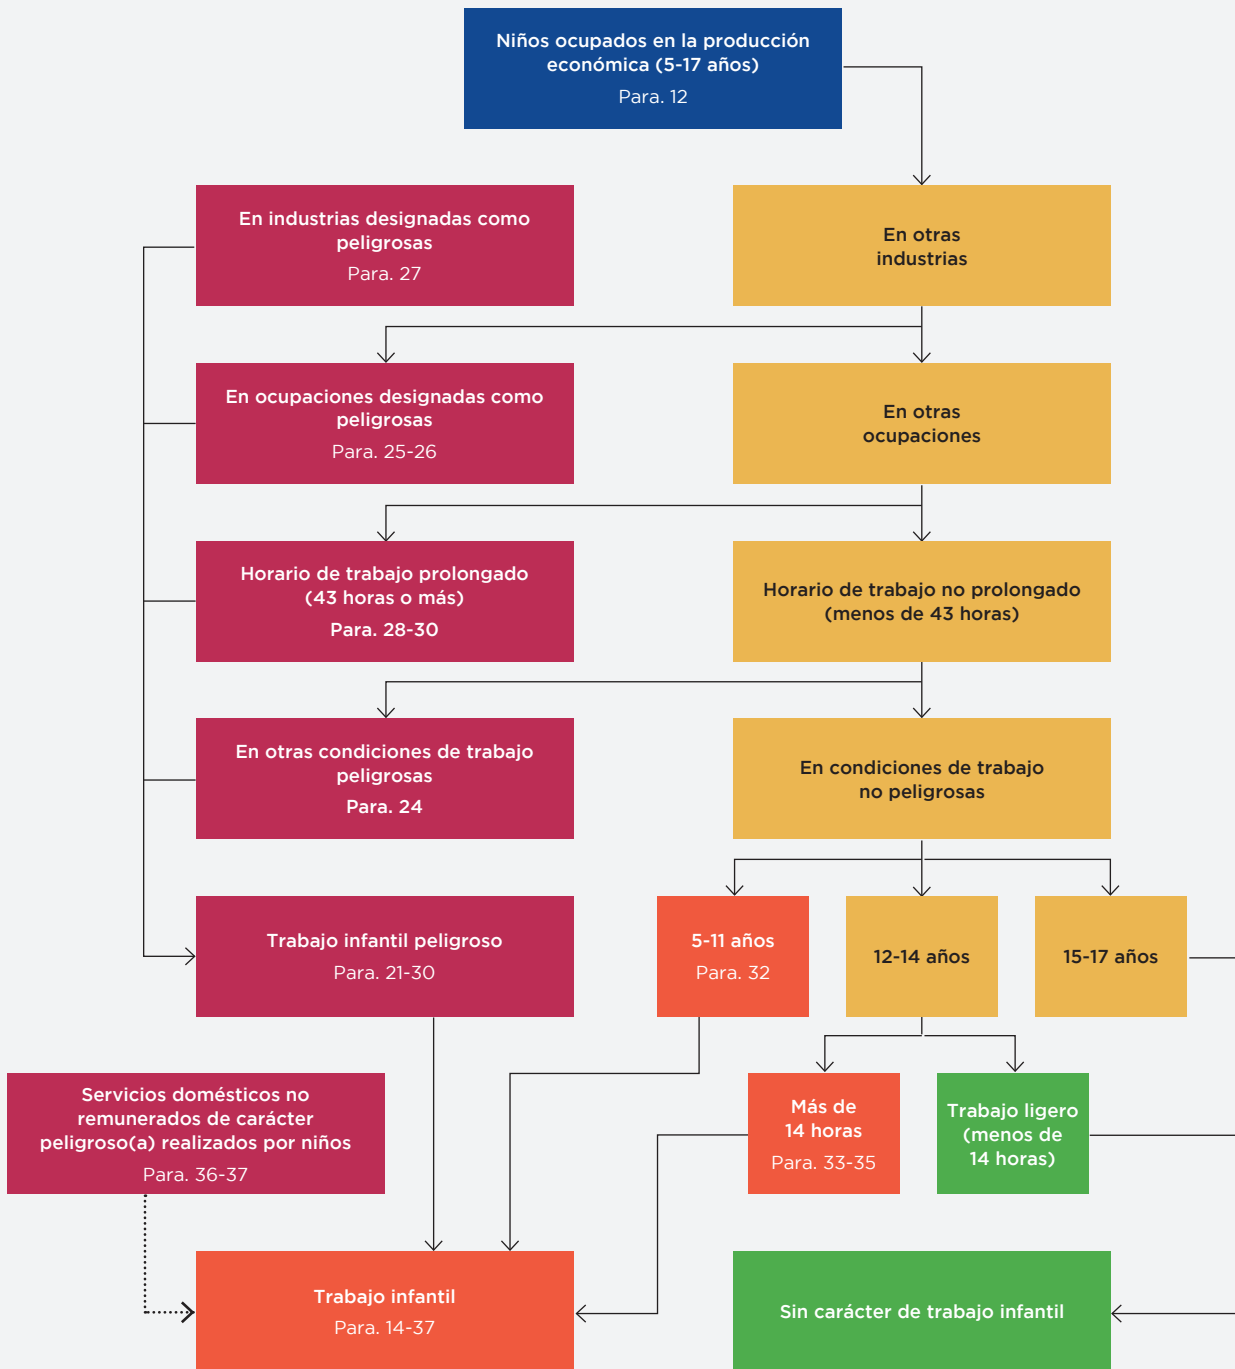 Niños ocupados en la producción
económica (5-17 años)
Para. 12
En industrias designadas como
peligrosas
Para. 27
En otras
industrias
En ocupaciones designadas como
peligrosas
Para. 25-26
En otras
ocupaciones
Horario de trabajo prolongado
(43 horas o más)
Para. 28-30
Horario de trabajo no prolongado
(menos de 43 horas)
En otras condiciones de trabajo
peligrosas
Para. 24
En condiciones de trabajo
no peligrosas
Trabajo infantil peligroso
Para. 21-30
5-11 años
Para. 32
12-14 años
15-17 años
Servicios domésticos no
remunerados de carácter
peligroso(a) realizados por niños
Para. 36-37
Más de
14 horas
Para. 33-35
Trabajo ligero
(menos de
14 horas)
Trabajo infantil
Para. 14-37
Sin carácter de trabajo infantil